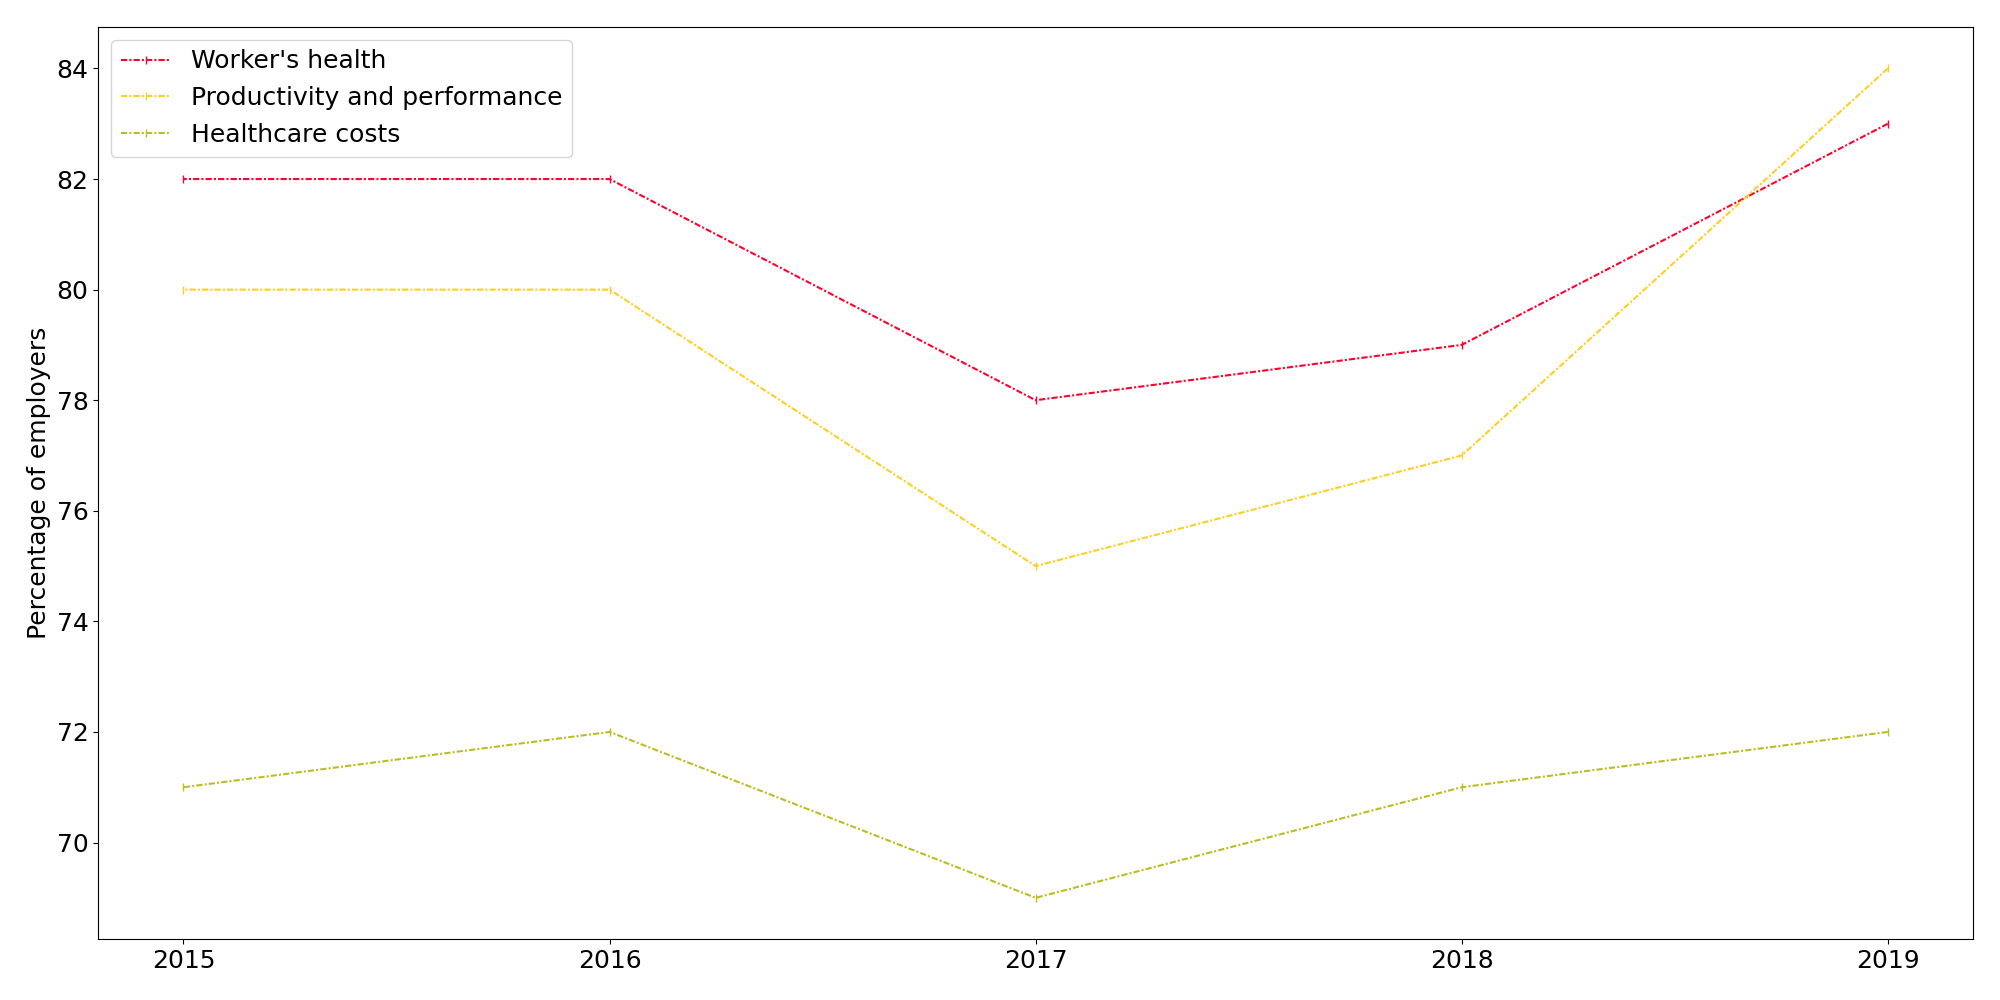 Worker's health
Productivity and performance
Healthcare costs
Percentage of employers
84
82
80
78
76
74
72
70
2015 2016 2017 2018 2019